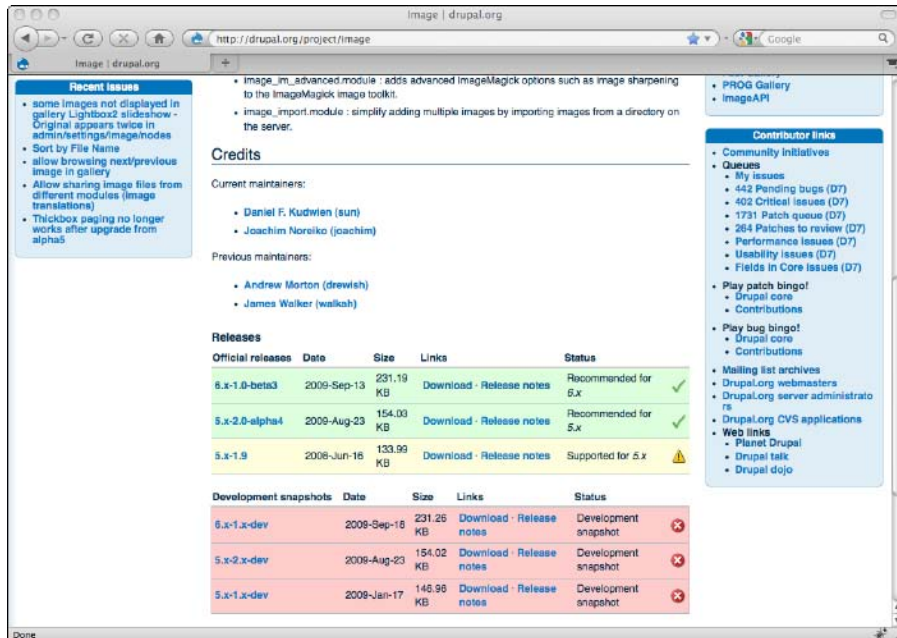 Image | drupal.org
http://drupal.org/project/image
Google
Image | drupal.org
Recent Issues
some images not displayed in
gallery Lightbox2 slideshow -
Original appears twice in
admin/settings/image/nodes
Sort by File Name
allow browsing next/previous
image in gallery
Allow sharing image files from
different modules (image
translations)
Thickbox paging no longer
works after upgrade from
alpha5
image_im_advanced.module : adds advanced ImageMagick options such as image sharpening
to the ImageMagick image toolkit.
image_import.module : simplify adding multiple images by importing images from a directory on
the server.
Credits
Current maintainers:
Daniel F. Kudwien (sun)
Joachim Noreiko (joachim)
Previous maintainers:
Andrew Morton (drewish)
James Walker (walkah)
Releases
Official releases Date Size Links Status
6.x-1.0-beta3 2009-Sep-13 231.19 KB Download · Release notes Recommended for 6.x
5.x-2.0-alpha4 2009-Aug-23 154.03 KB Download · Release notes Recommended for 5.x
5.x-1.9 2008-Jun-16 133.99 KB Download · Release notes Supported for 5.x
Development snapshots Date Size Links Status
6.x-1.x-dev 2009-Sep-18 231.26 KB Download · Release notes Development snapshot
5.x-2.x-dev 2009-Aug-23 154.02 KB Download · Release notes Development snapshot
5.x-1.x-dev 2009-Jan-17 146.96 KB Download · Release notes Development snapshot
PROG Gallery
ImageAPI
Contributor links
Community initiatives
Queues
My issues
442 Pending bugs (D7)
402 Critical issues (D7)
1731 Patch queue (D7)
264 Patches to review (D7)
Performance issues (D7)
Usability issues (D7)
Fields in Core issues (D7)
Play patch bingo!
Drupal core
Contributions
Play bug bingo!
Drupal core
Contributions
Mailing list archives
Drupal.org webmasters
Drupal.org server administrato
rs
Drupal.org CVS applications
Web links
Planet Drupal
Drupal talk
Drupal dojo
Done